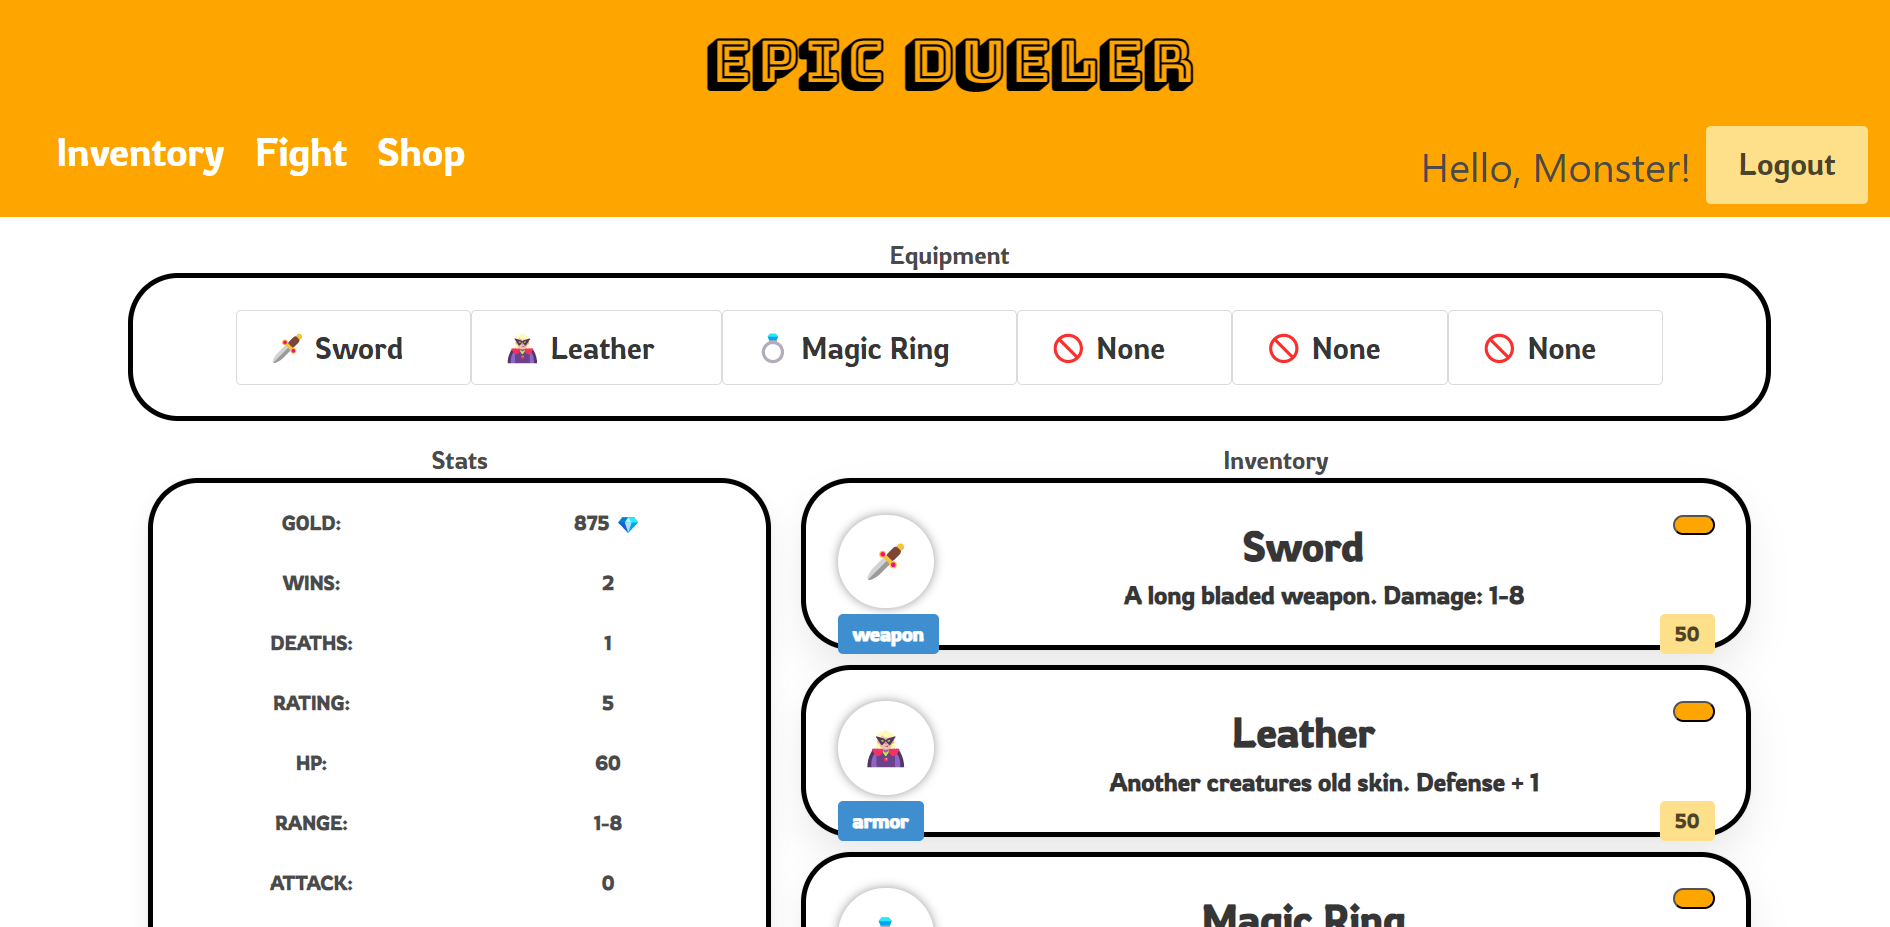 EPIC DUELER
Inventory Fight Shop
Hello, Monster! Logout
Equipment
Sword Leather Magic Ring None None None
Stats
GOLD: 875
WINS: 2
DEATHS: 1
RATING: 5
HP: 60
RANGE: 1-8
ATTACK: 0
Inventory
Sword
A long bladed weapon. Damage: 1-8
weapon 50
Leather
Another creatures old skin. Defense + 1
armor 50
Magic Ring